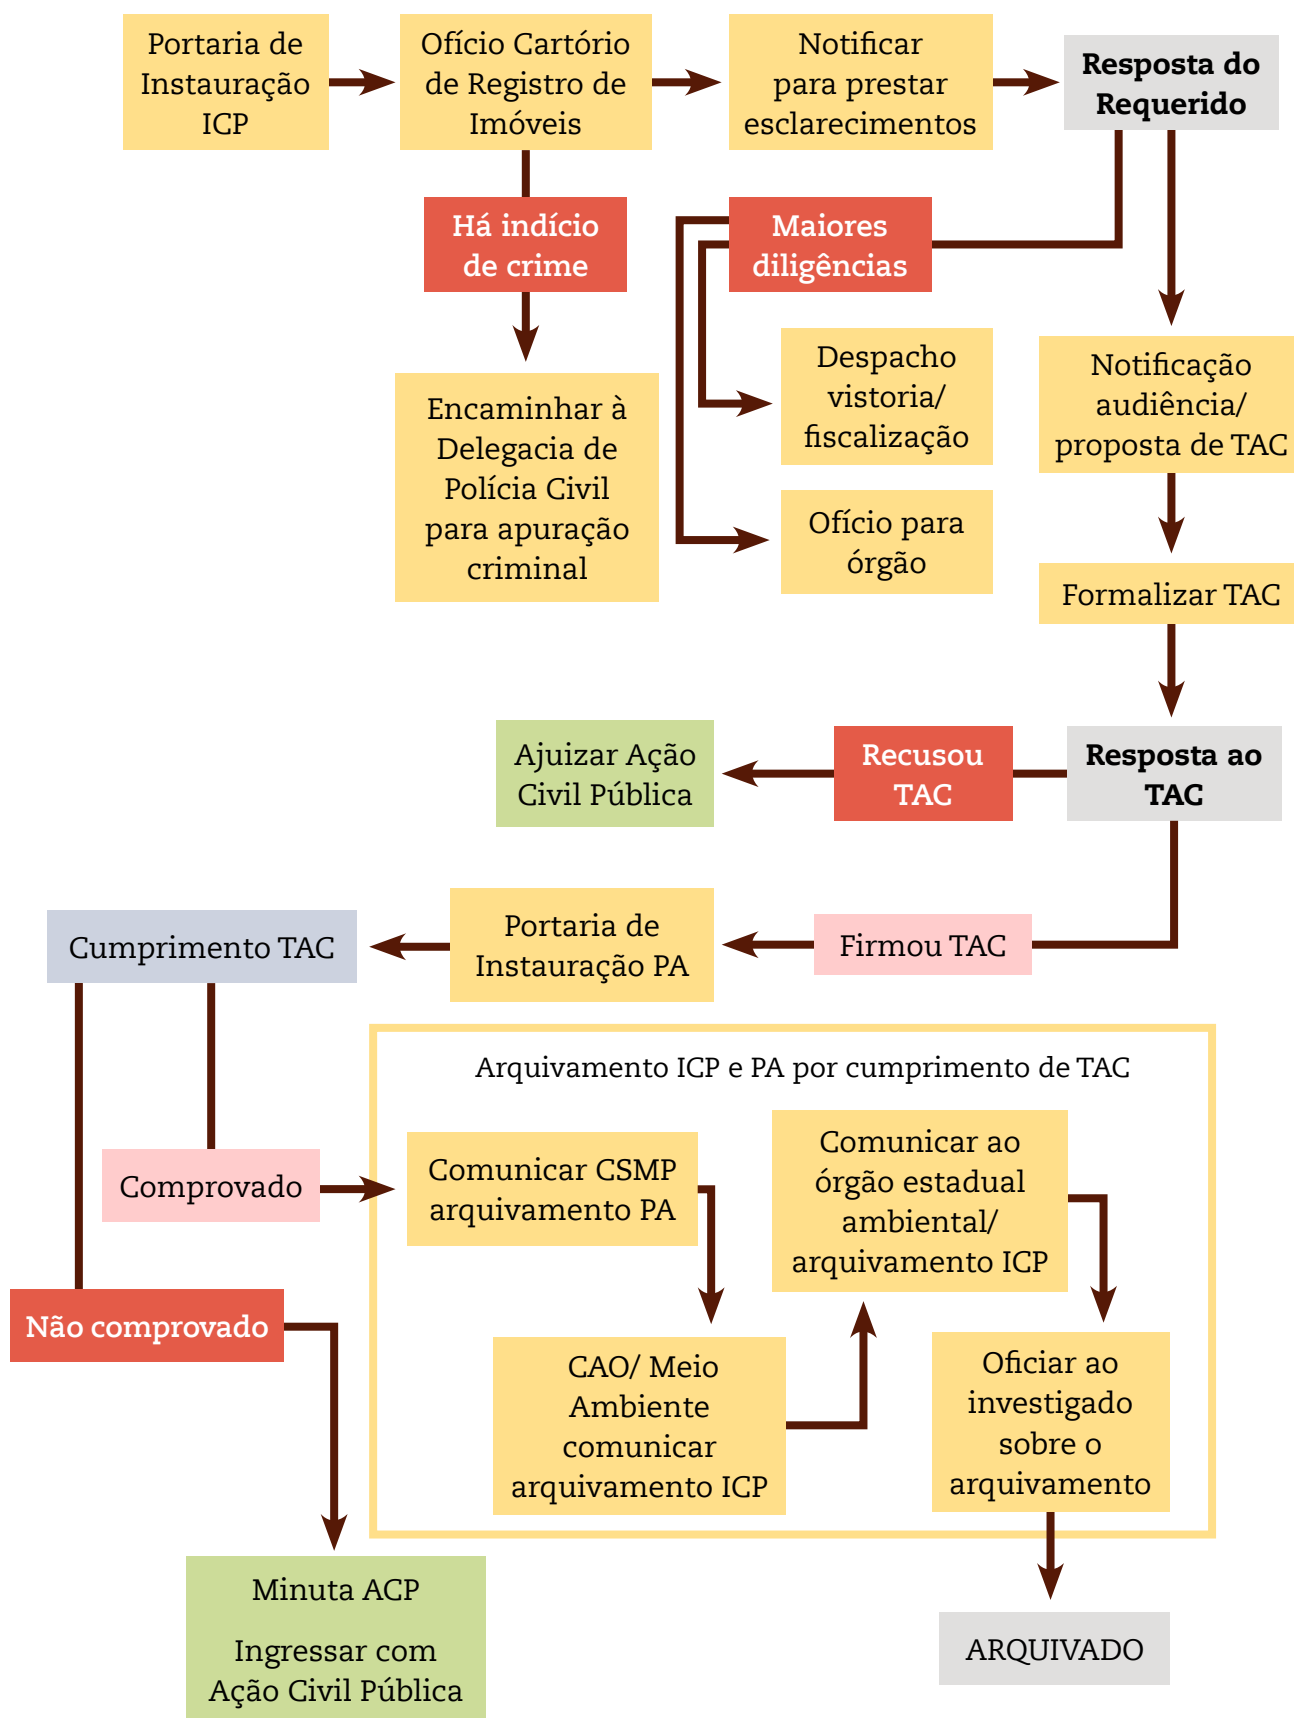 Portaria de
Instauração
ICP
Ofício Cartório
de Registro de
Imóveis
Notificar
para prestar
esclarecimentos
Resposta do
Requerido
Há indício
de crime
Maiores
diligências
Encaminhar à
Delegacia de
Polícia Civil
para apuração
criminal
Despacho
vistoria/
fiscalização
Ofício para
órgão
Notificação
audiência/
proposta de TAC
Formalizar TAC
Resposta ao
TAC
Recusou
TAC
Ajuizar Ação
Civil Pública
Firmou TAC
Portaria de
Instauração PA
Cumprimento TAC
Arquivamento ICP e PA por cumprimento de TAC
Comprovado
Comunicar CSMP
arquivamento PA
CAO/ Meio
Ambiente
comunicar
arquivamento ICP
Comunicar ao
órgão estadual
ambiental/
arquivamento ICP
Oficiar ao
investigado
sobre o
arquivamento
ARQUIVADO
Não comprovado
Minuta ACP
Ingressar com
Ação Civil Pública